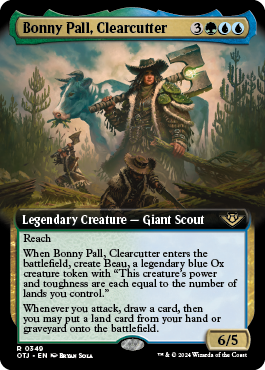 Bonny Pall, Clearcutter 3
Legendary Creature — Giant Scout
Reach
When Bonny Pall, Clearcutter enters the
battlefield, create Beau, a legendary blue Ox
creature token with “This creature's power
and toughness are each equal to the number
of lands you control.”
Whenever you attack, draw a card, then
you may put a land card from your hand or
graveyard onto the battlefield.
6/5
R 0349
OTJ • EN Bryan Sola
™ & © 2024 Wizards of the Coast